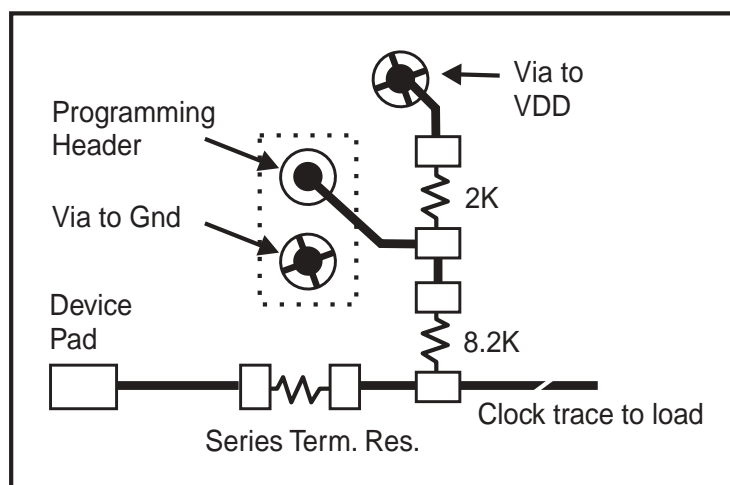 Via to
VDD
Programming
Header
2K
Via to Gnd
Device
Pad
8.2K
Clock trace to load
Series Term. Res.